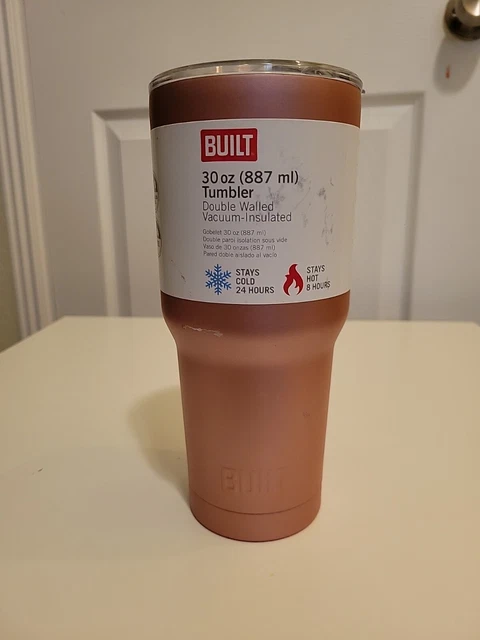 BUILT
30 oz (887 ml)
Tumbler
Double Walled
Vacuum-Insulated
Gobelet 30 oz (887 ml)
Double paroi isolation sous vide
Vaso de 30 onzas (887 ml)
Pared doble aislado al vacío
STAYS
COLD
24 HOURS
STAYS
HOT
8 HOURS
BUILT